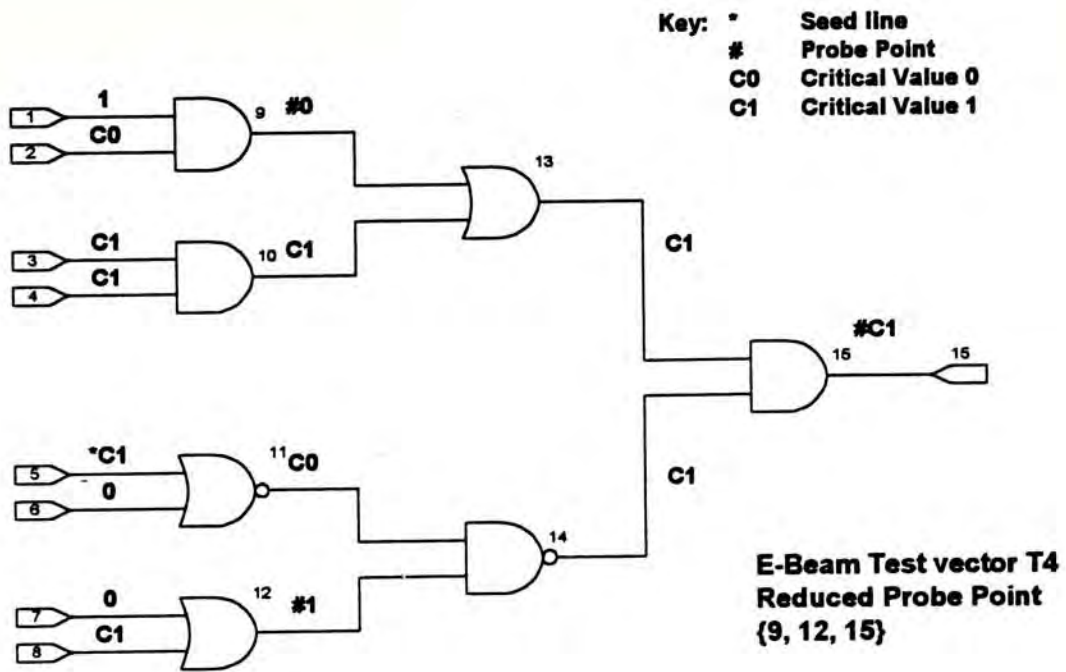 Key: * Seed line
# Probe Point
C0 Critical Value 0
C1 Critical Value 1
1 1 9 #0
2 C0
13
3 C1 10 C1
4 C1
C1
#C1
15 15
5 *C1 11 C0
6 0
C1
14
7 0 12 #1
8 C1
E-Beam Test vector T4
Reduced Probe Point
{9, 12, 15}